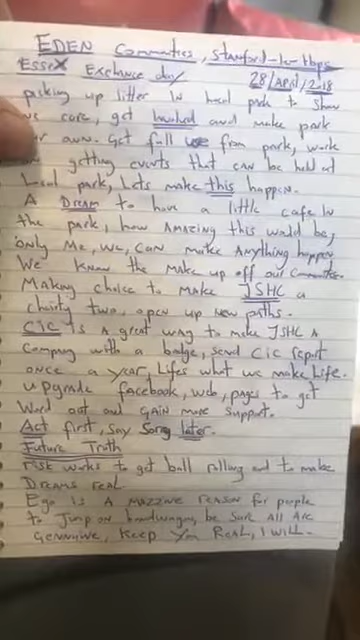 EDEN Committies, Stanford-le-Hope
Essex Exchance day 28/April/2018
picking up litter in local park to show
we care, get involved and make park
our own. Get full use from park, work
on getting events that can be held at
Local park, Lets make this happen.
A Dream to have a little cafe in
the park, how Amazing this would be,
only Me, We, can make Anything happen
We know the make up off our Committee
Making choice to make JSHC a
chairty two, open up new paths.
CIC is a great way to make JSHC A
Company with a badge, send CIC report
once a year, Lifes what we make Life.
upgrade facebook, web, pages to get
Word out and gain more support.
Act first, say Sorry later.
Future Truth
risk works to get ball rolling and to make
Dreams real
Ego is A mazzive reason for people
to Jump on bandwagon, be sure All Are
Gennuine, keep You Real, I will.